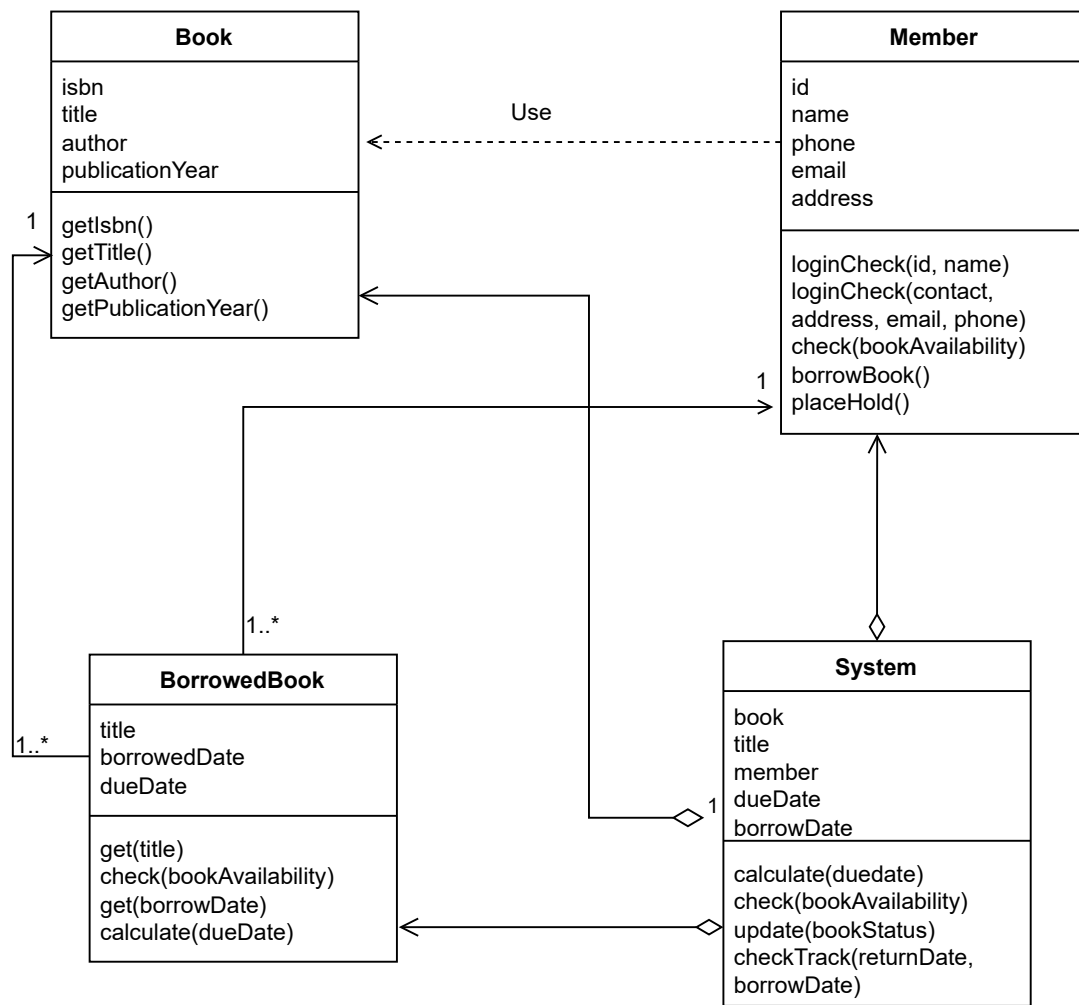 Book
isbn
title
author
publicationYear
getIsbn()
getTitle()
getAuthor()
getPublicationYear()
Use
Member
id
name
phone
email
address
loginCheck(id, name)
loginCheck(contact,
address, email, phone)
check(bookAvailability)
borrowBook()
placeHold()
1
1
1..*
1..*
BorrowedBook
title
borrowedDate
dueDate
get(title)
check(bookAvailability)
get(borrowDate)
calculate(dueDate)
1
System
book
title
member
dueDate
borrowDate
calculate(duedate)
check(bookAvailability)
update(bookStatus)
checkTrack(returnDate,
borrowDate)